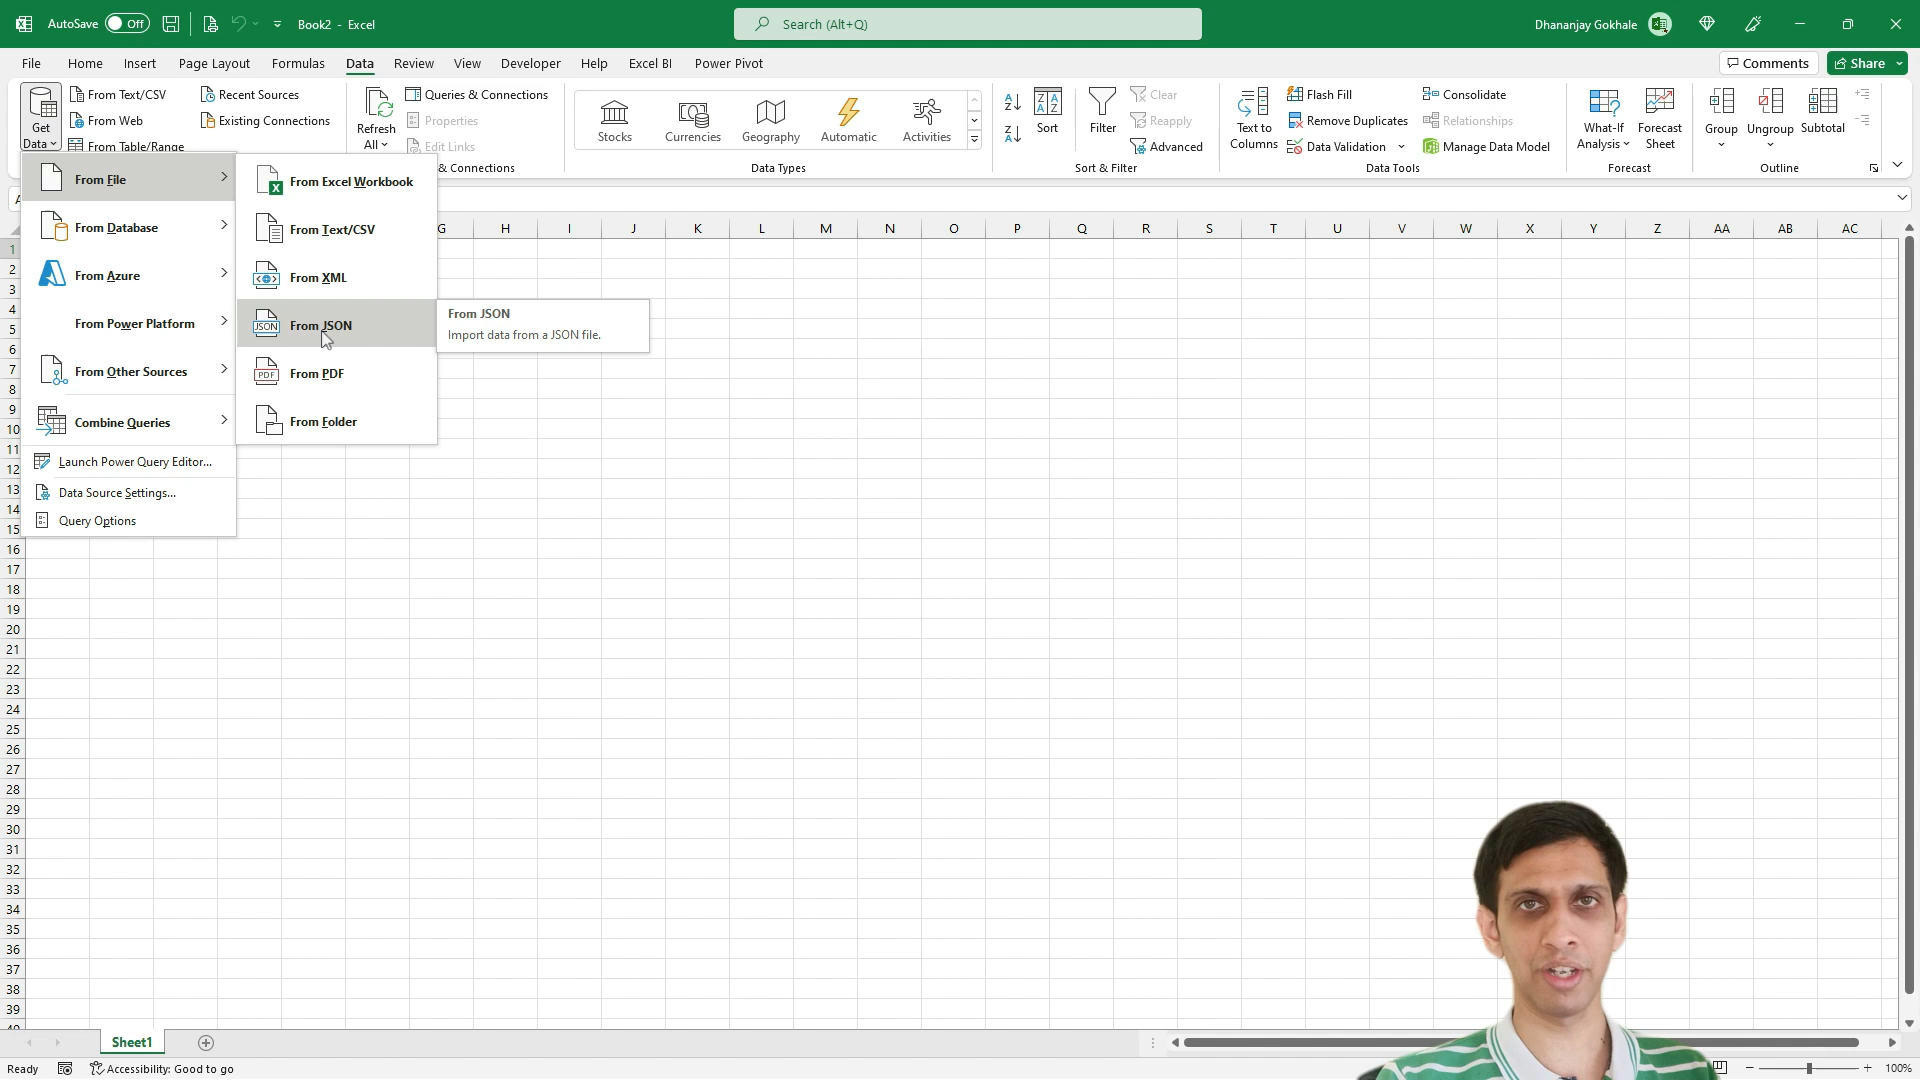 AutoSave Off Book2 - Excel Search (Alt+Q) Dhananjay Gokhale
File Home Insert Page Layout Formulas Data Review View Developer Help Excel BI Power Pivot Comments Share
Get Data
From Text/CSV
From Web
From Table/Range
Recent Sources
Existing Connections
Refresh All
Queries & Connections
Properties
Edit Links
& Connections
Stocks Currencies Geography Automatic Activities
Data Types
Sort
Filter
Clear
Reapply
Advanced
Sort & Filter
Text to Columns
Flash Fill
Remove Duplicates
Data Validation
Consolidate
Relationships
Manage Data Model
Data Tools
What-If Analysis
Forecast Sheet
Forecast
Group Ungroup Subtotal
Outline
From File
From Database
From Azure
From Power Platform
From Other Sources
Combine Queries
Launch Power Query Editor...
Data Source Settings...
Query Options
From Excel Workbook
From Text/CSV
From XML
JSON From JSON
PDF From PDF
From Folder
From JSON
Import data from a JSON file.
G H I J K L M N O P Q R S T U V W X Y Z AA AB AC
1
2
3
4
5
6
7
8
9
10
11
12
13
14
15
16
17
18
19
20
21
22
23
24
25
26
27
28
29
30
31
32
33
34
35
36
37
38
39
Sheet1
Ready Accessibility: Good to go 100%